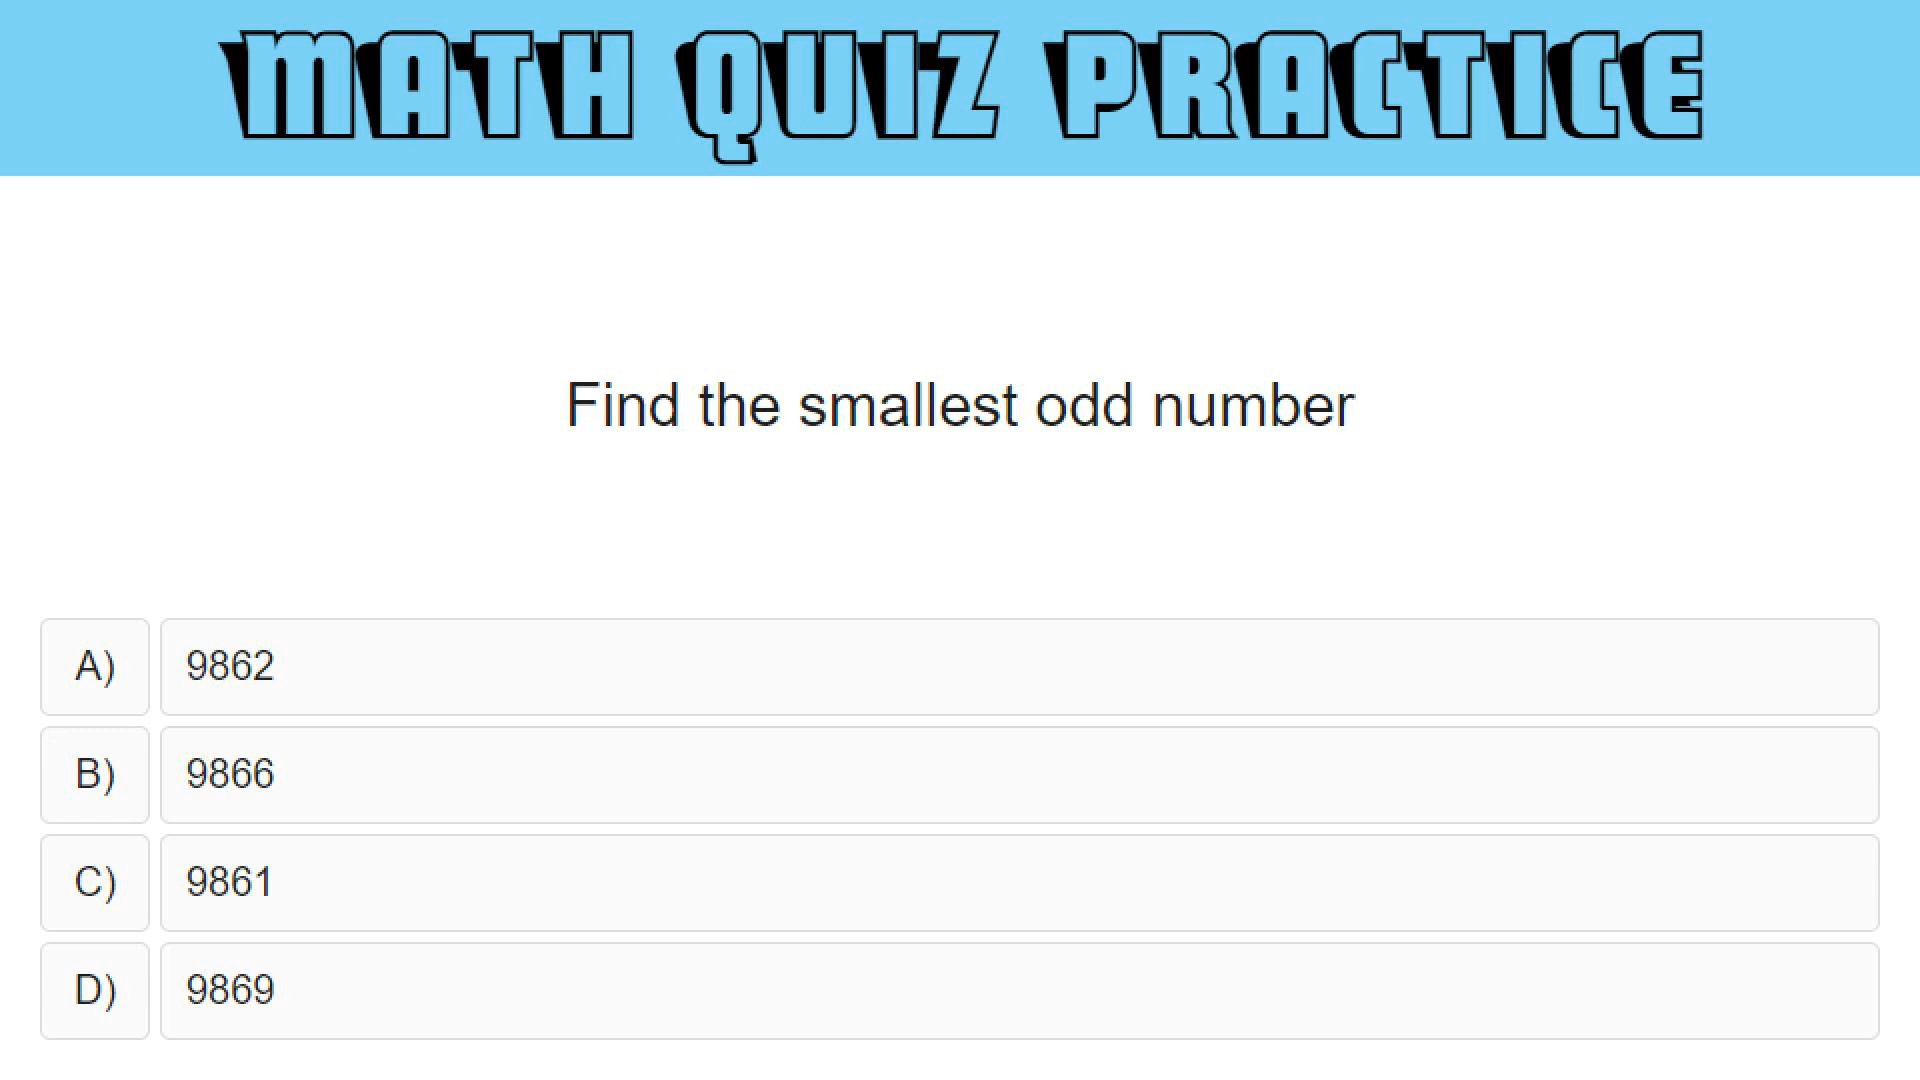 MATH QUIZ PRACTICE
Find the smallest odd number
A) 9862
B) 9866
C) 9861
D) 9869